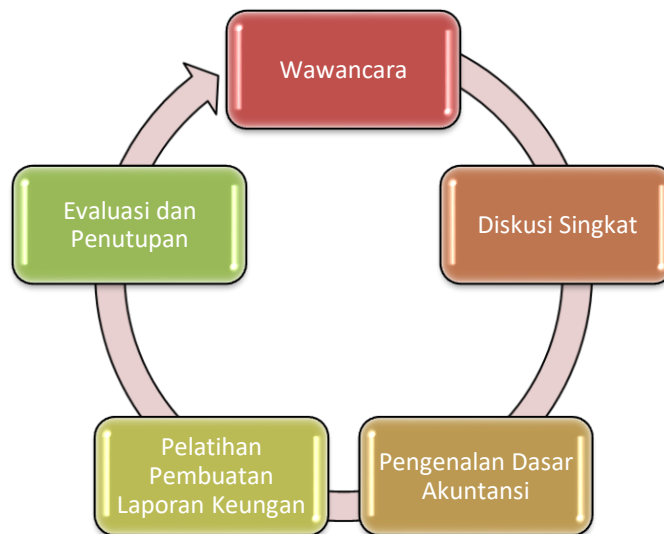 Wawancara
Diskusi Singkat
Pengenalan Dasar
Akuntansi
Pelatihan
Pembuatan
Laporan Keungan
Evaluasi dan
Penutupan